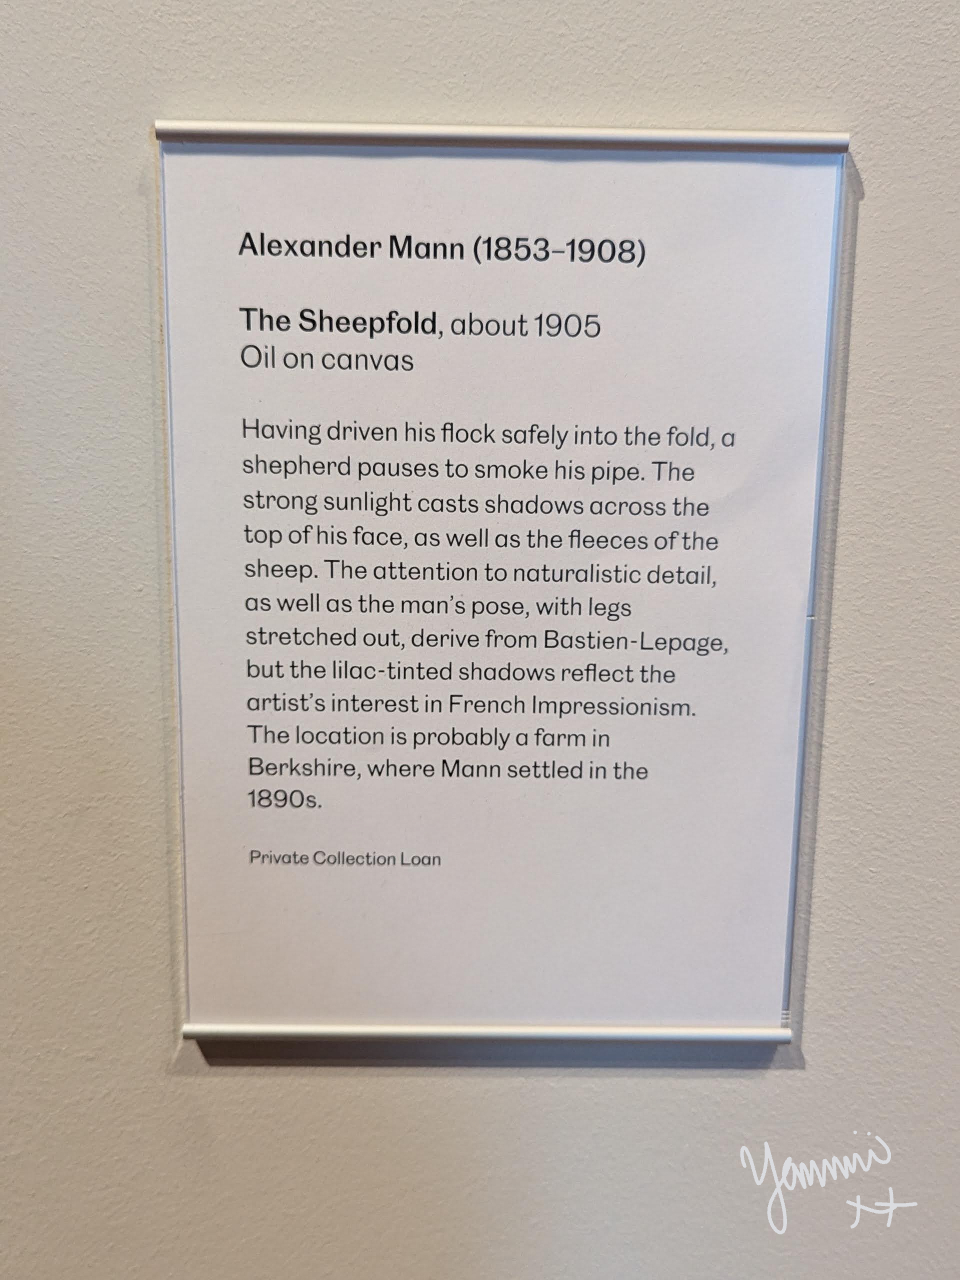 Alexander Mann (1853–1908)
The Sheepfold, about 1905
Oil on canvas
Having driven his flock safely into the fold, a
shepherd pauses to smoke his pipe. The
strong sunlight casts shadows across the
top of his face, as well as the fleeces of the
sheep. The attention to naturalistic detail,
as well as the man's pose, with legs
stretched out, derive from Bastien-Lepage,
but the lilac-tinted shadows reflect the
artist's interest in French Impressionism.
The location is probably a farm in
Berkshire, where Mann settled in the
1890s.
Private Collection Loan